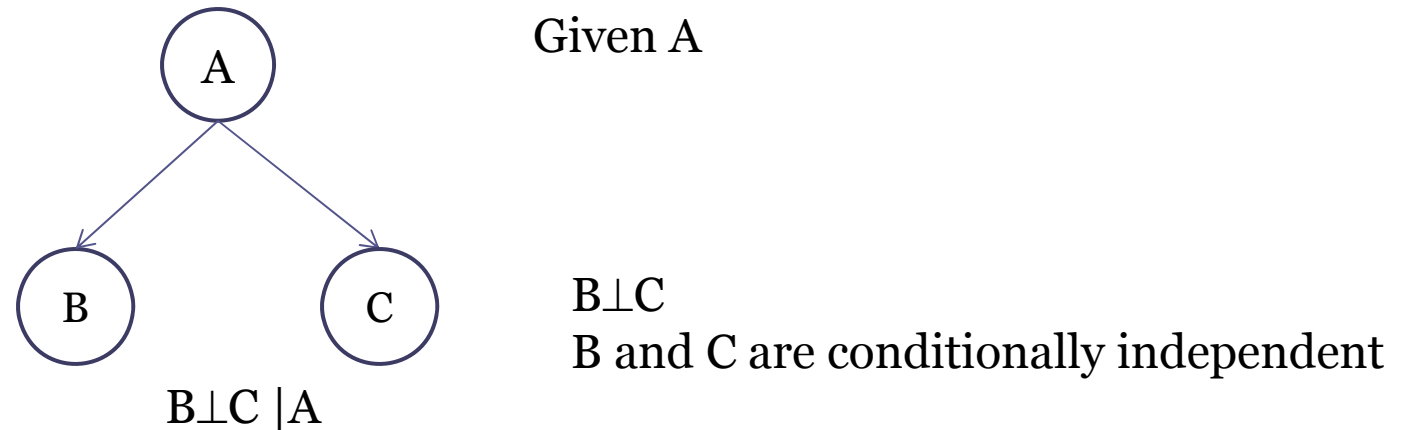 A
Given A
B
C
B⊥C
B and C are conditionally independent
B⊥C |A